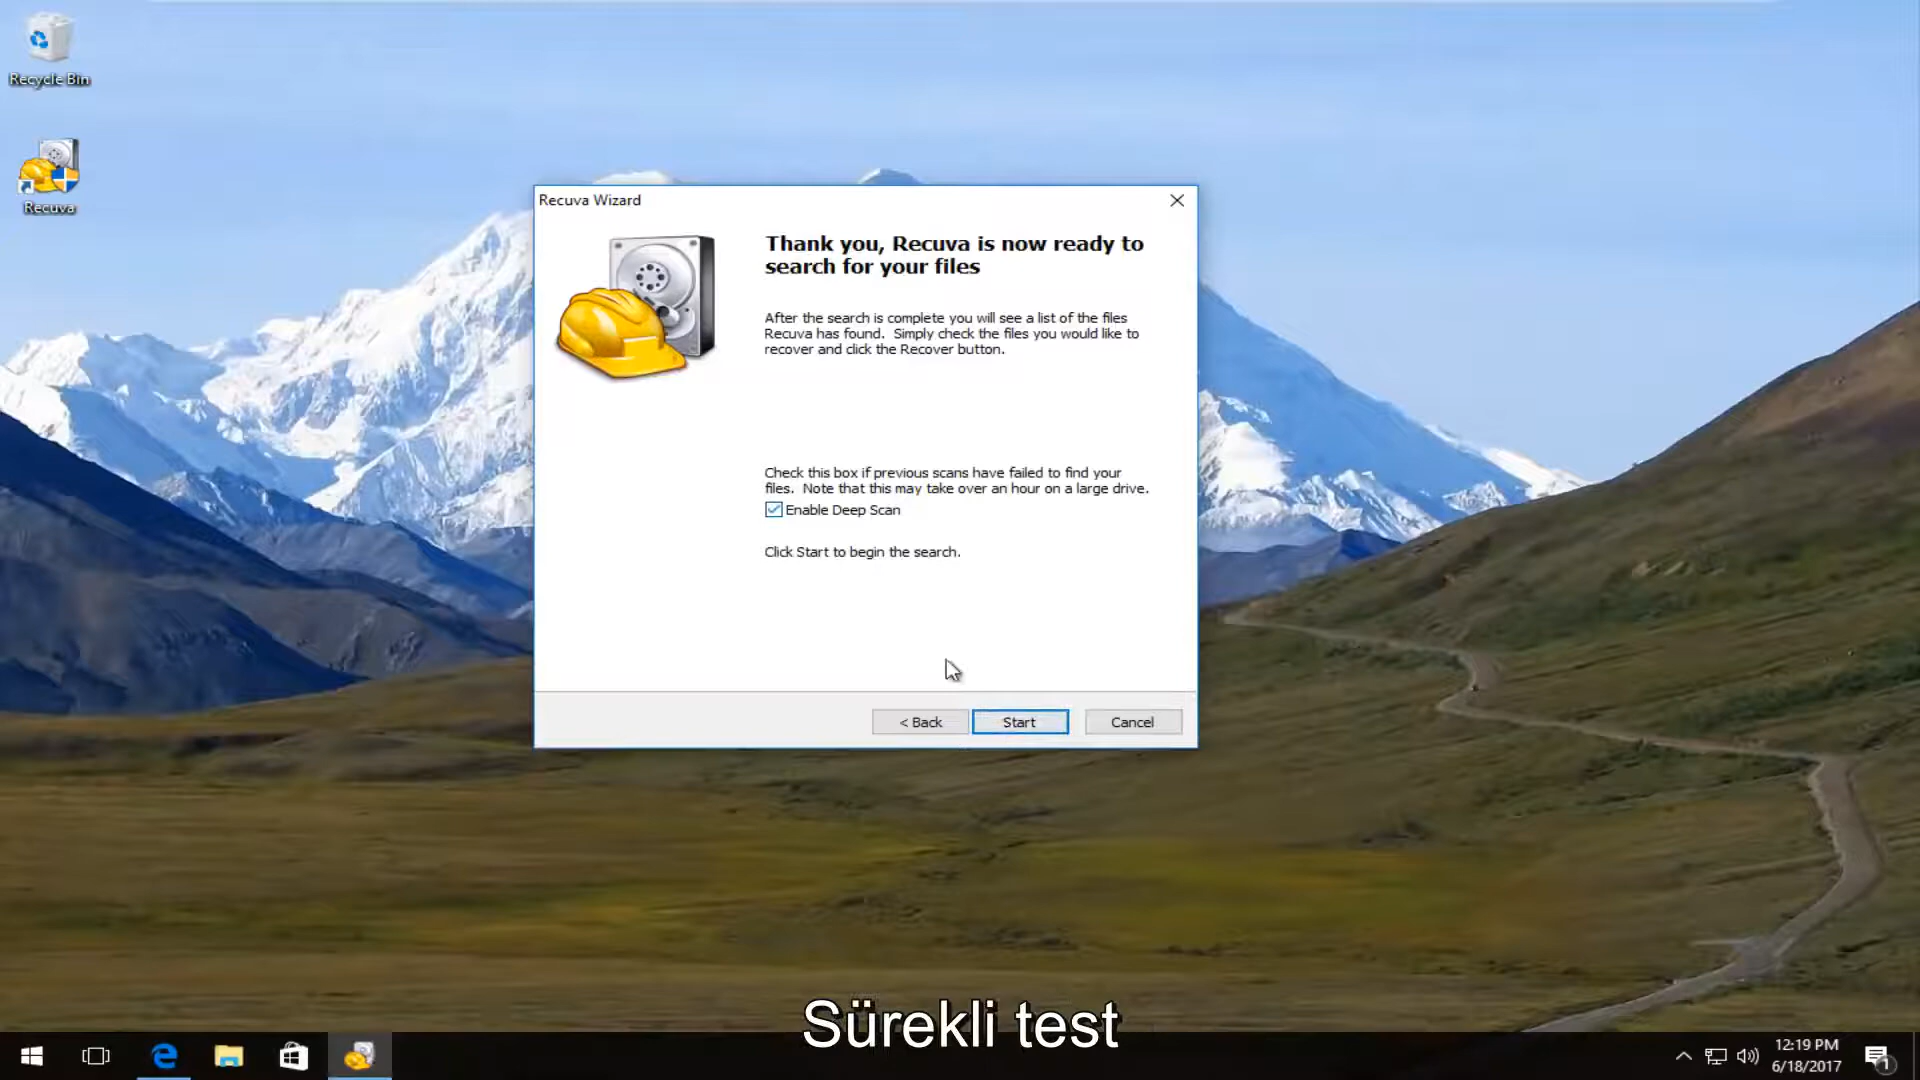 Recycle Bin
Recuva
Recuva Wizard
Thank you, Recuva is now ready to
search for your files
After the search is complete you will see a list of the files
Recuva has found.  Simply check the files you would like to
recover and click the Recover button.
Check this box if previous scans have failed to find your
files.  Note that this may take over an hour on a large drive.
Enable Deep Scan
Click Start to begin the search.
< Back
Start
Cancel
Sürekli test
12:19 PM
6/18/2017
1